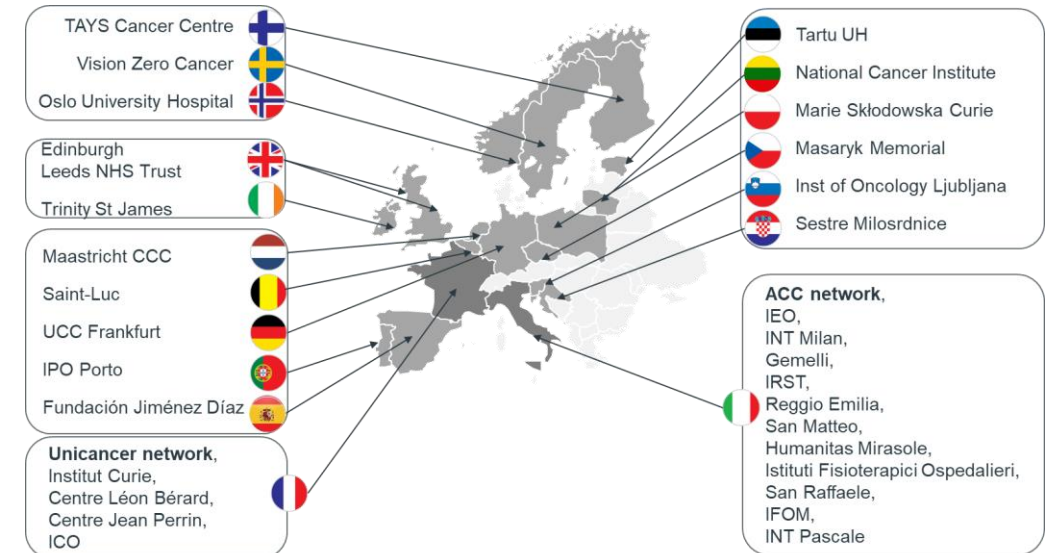 TAYS Cancer Centre
Vision Zero Cancer
Oslo University Hospital
Edinburgh
Leeds NHS Trust
Trinity St James
Maastricht CCC
Saint-Luc
UCC Frankfurt
IPO Porto
Fundación Jiménez Díaz
Unicancer network,
Institut Curie,
Centre Léon Bérard,
Centre Jean Perrin,
ICO
Tartu UH
National Cancer Institute
Marie Skłodowska Curie
Masaryk Memorial
Inst of Oncology Ljubljana
Sestre Milosrdnice
ACC network,
IEO,
INT Milan,
Gemelli,
IRST,
Reggio Emilia,
San Matteo,
Humanitas Mirasole,
Istituti Fisioterapici Ospedalieri,
San Raffaele,
IFOM,
INT Pascale